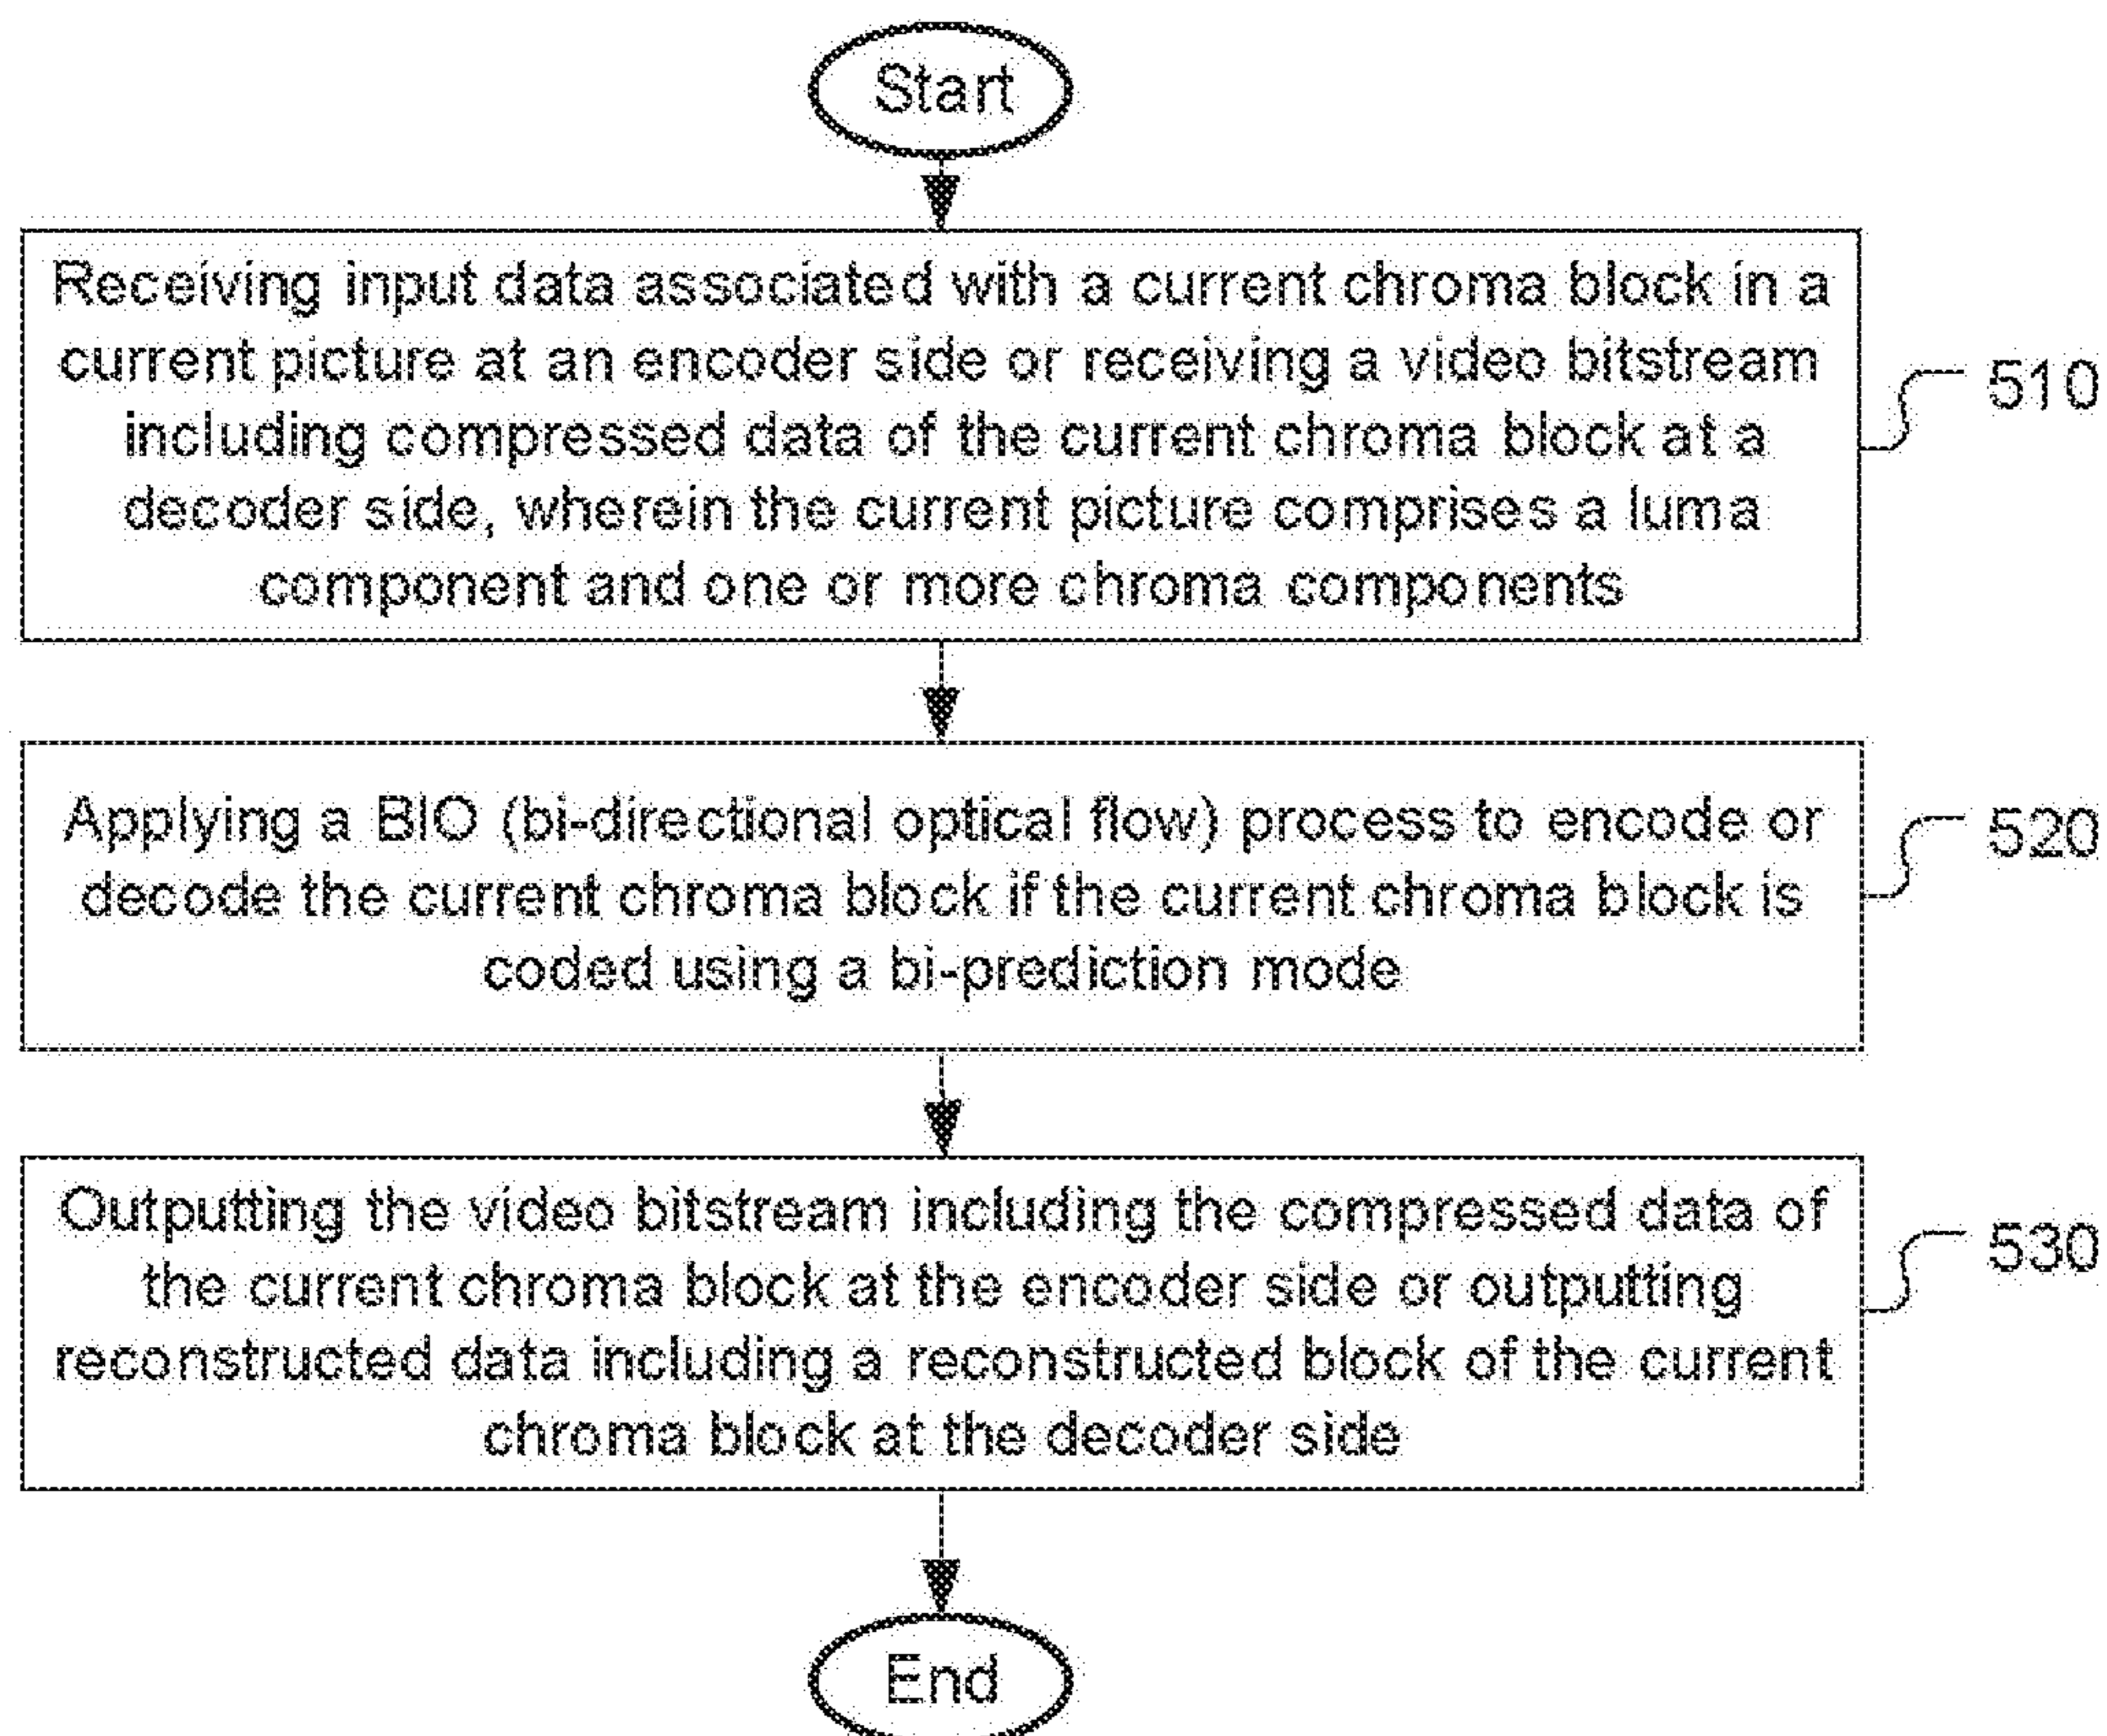 Start
Receiving input data associated with a current chroma block in a
current picture at an encoder side or receiving a video bitstream
including compressed data of the current chroma block at a
decoder side, wherein the current picture comprises a luma
component and one or more chroma components
510
Applying a BIO (bi-directional optical flow) process to encode or
decode the current chroma block if the current chroma block is
coded using a bi-prediction mode
520
Outputting the video bitstream including the compressed data of
the current chroma block at the encoder side or outputting
reconstructed data including a reconstructed block of the current
chroma block at the decoder side
530
End